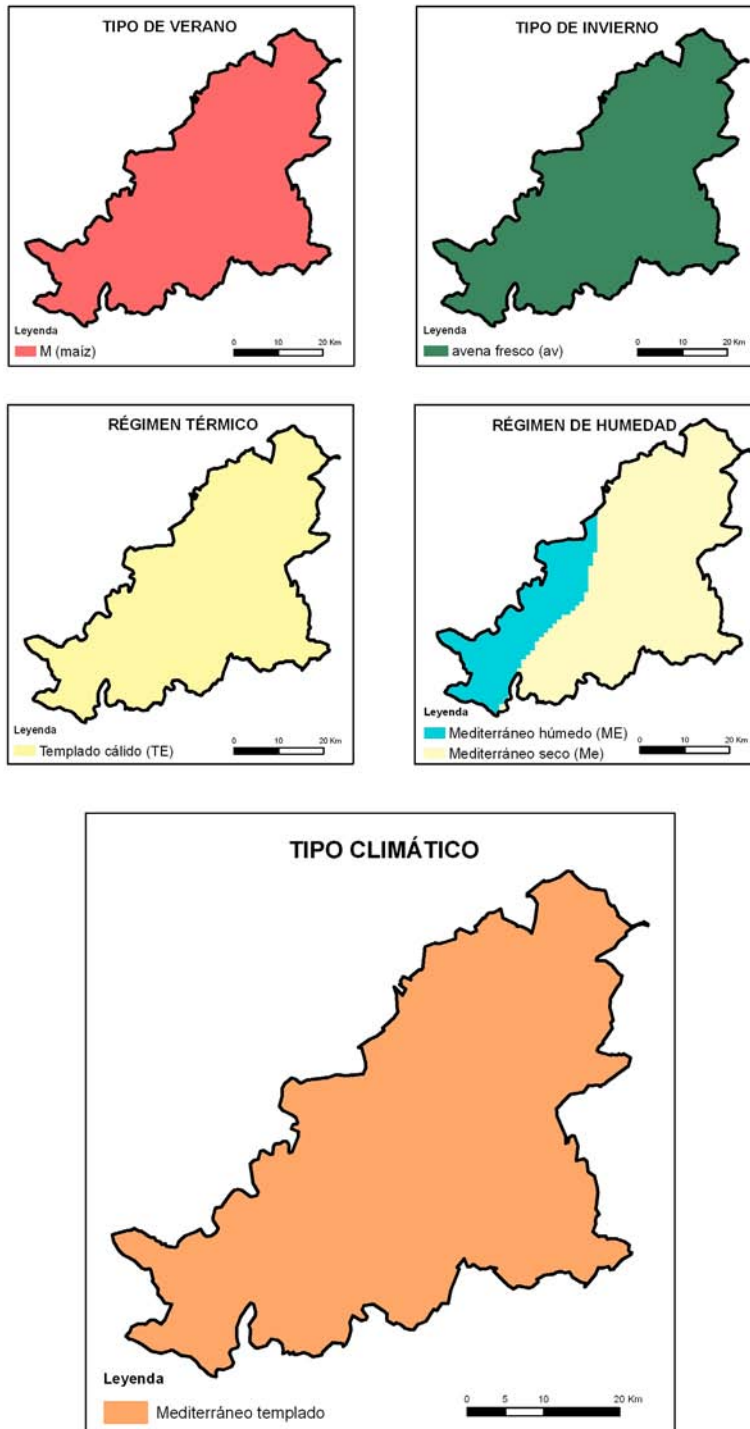 TIPO DE VERANO
Leyenda
M (maíz)
0 10 20 Km
TIPO DE INVIERNO
Leyenda
avena fresco (av)
0 10 20 Km
RÉGIMEN TÉRMICO
Leyenda
Templado cálido (TE)
0 10 20 Km
RÉGIMEN DE HUMEDAD
Leyenda
Mediterráneo húmedo (ME)
Mediterráneo seco (Me)
0 10 20 Km
TIPO CLIMÁTICO
Leyenda
Mediterráneo templado
0 5 10 20 Km